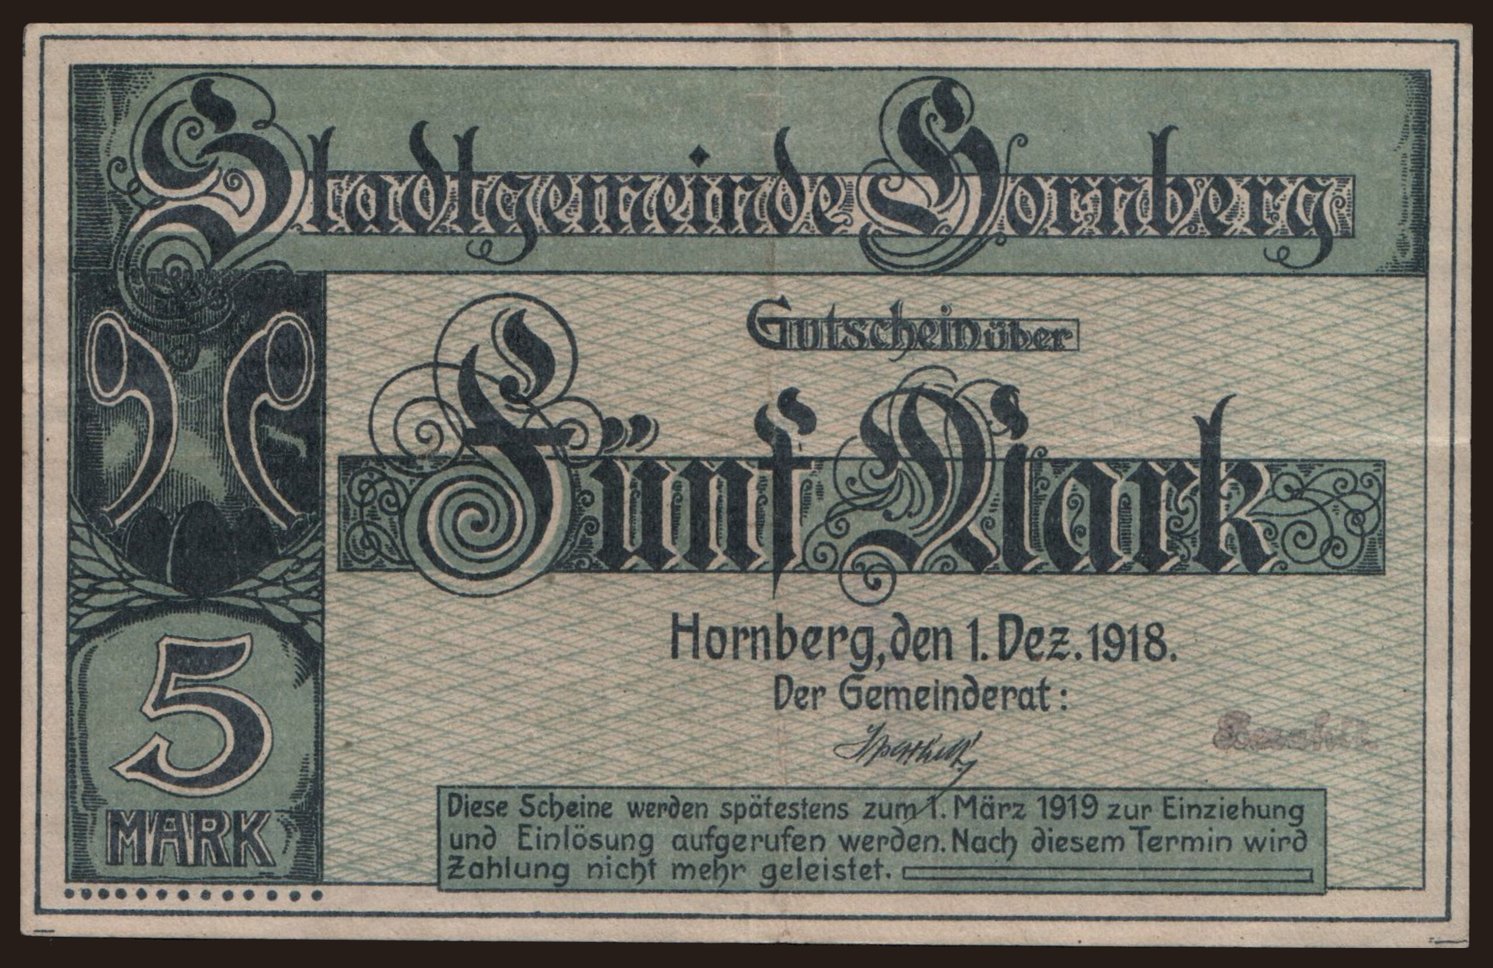 Stadtgemeinde Hornberg
Gutschein über
Fünf Mark
Hornberg, den 1. Dez. 1918.
Der Gemeinderat:
5
MARK
Diese Scheine werden spätestens zum 1. März 1919 zur Einziehung
und Einlösung aufgerufen werden. Nach diesem Termin wird
Zahlung nicht mehr geleistet.